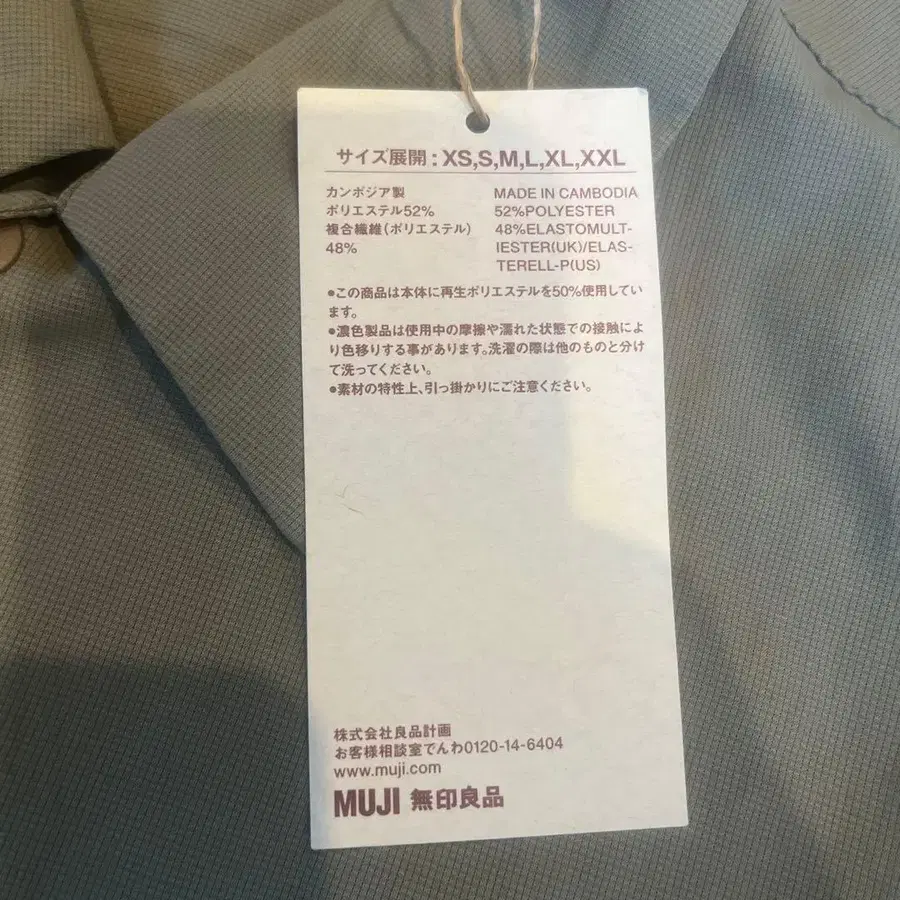 サイズ展開:XS,S,M,L,XL,XXL
カンボジア製
ポリエステル52%
複合繊維(ポリエステル)
48%
MADE IN CAMBODIA
52%POLYESTER
48%ELASTOMULT-
IESTER(UK)/ELAS-
TERELL-P(US)
●この商品は本体に再生ポリエステルを50%使用してい
ます。
●濃色製品は使用中の摩擦や濡れた状態での接触によ
り色移りする事があります。洗濯の際は他のものと分け
て洗ってください。
●素材の特性上、引っ掛かりにご注意ください。
株式会社良品計画
お客様相談室でんわ0120-14-6404
www.muji.com
MUJI 無印良品